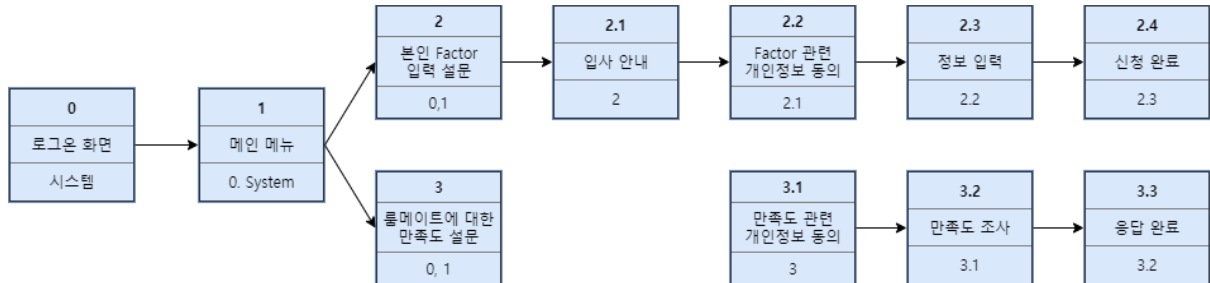 0
로그온 화면
시스템
1
메인 메뉴
0. System
2
본인 Factor
입력 설문
0,1
2.1
입사 안내
2
2.2
Factor 관련
개인정보 동의
2.1
2.3
정보 입력
2.2
2.4
신청 완료
2.3
3
룸메이트에 대한
만족도 설문
0, 1
3.1
만족도 관련
개인정보 동의
3
3.2
만족도 조사
3.1
3.3
응답 완료
3.2